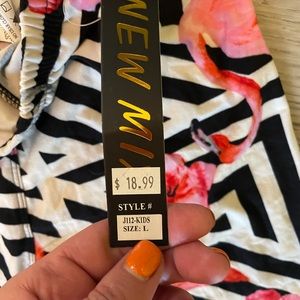 NEW MI
$ 18.99
STYLE #
J112-KIDS
SIZE: L.